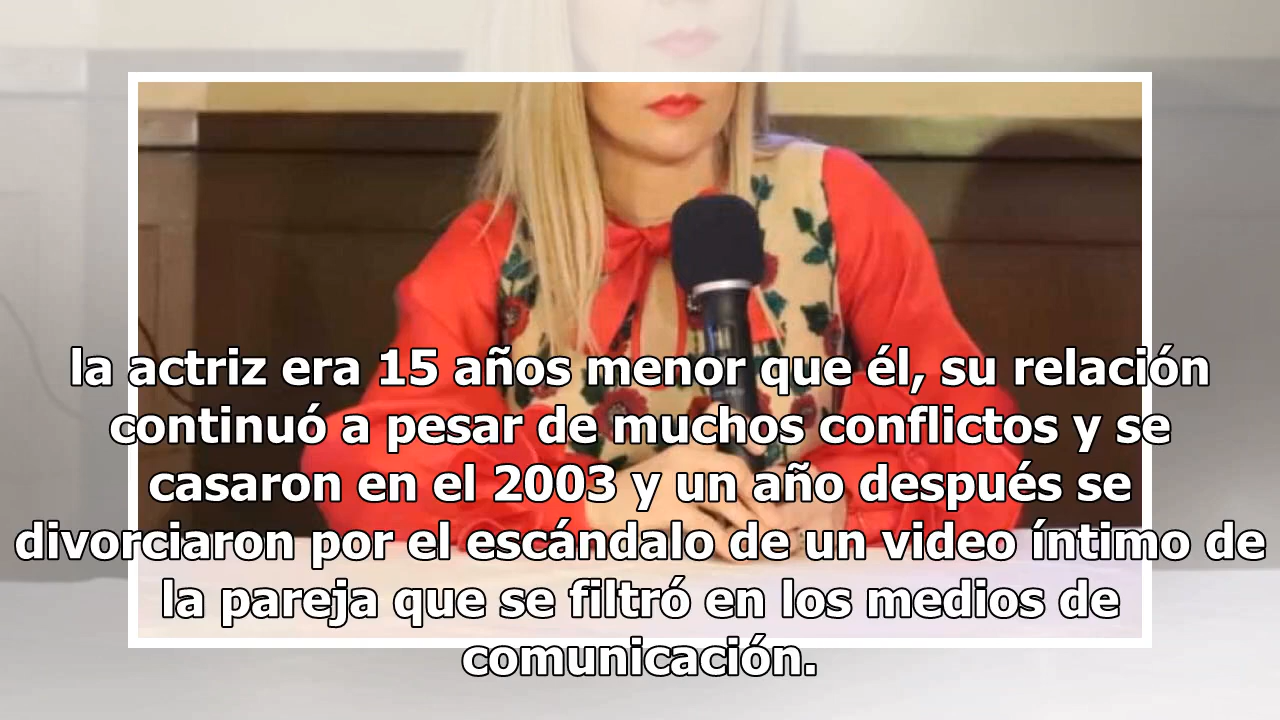 la actriz era 15 años menor que él, su relación
continuó a pesar de muchos conflictos y se
casaron en el 2003 y un año después se
divorciaron por el escándalo de un video íntimo de
la pareja que se filtró en los medios de
comunicación.